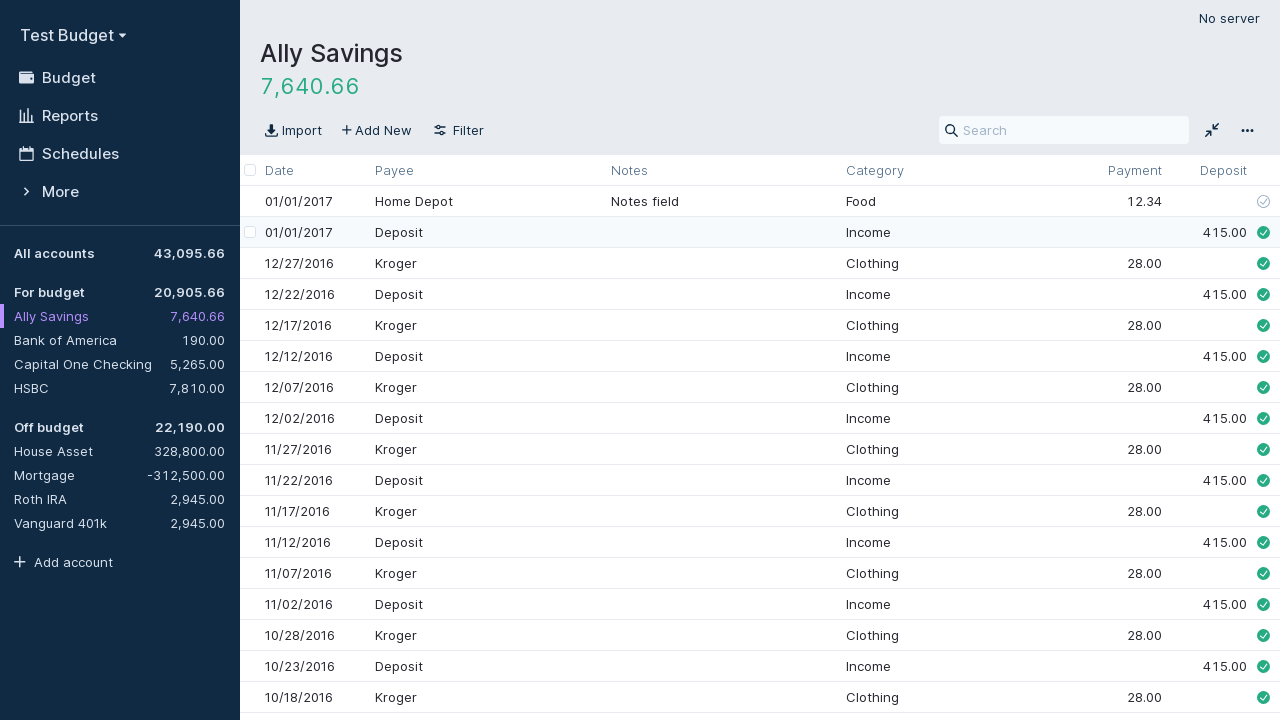 Test Budget
Budget
Reports
Schedules
More
All accounts 43,095.66
For budget 20,905.66
Ally Savings 7,640.66
Bank of America 190.00
Capital One Checking 5,265.00
HSBC 7,810.00
Off budget 22,190.00
House Asset 328,800.00
Mortgage -312,500.00
Roth IRA 2,945.00
Vanguard 401k 2,945.00
Add account
No server
Ally Savings
7,640.66
Import Add New Filter Search
Date Payee Notes Category Payment Deposit
01/01/2017 Home Depot Notes field Food 12.34
01/01/2017 Deposit Income 415.00
12/27/2016 Kroger Clothing 28.00
12/22/2016 Deposit Income 415.00
12/17/2016 Kroger Clothing 28.00
12/12/2016 Deposit Income 415.00
12/07/2016 Kroger Clothing 28.00
12/02/2016 Deposit Income 415.00
11/27/2016 Kroger Clothing 28.00
11/22/2016 Deposit Income 415.00
11/17/2016 Kroger Clothing 28.00
11/12/2016 Deposit Income 415.00
11/07/2016 Kroger Clothing 28.00
11/02/2016 Deposit Income 415.00
10/28/2016 Kroger Clothing 28.00
10/23/2016 Deposit Income 415.00
10/18/2016 Kroger Clothing 28.00